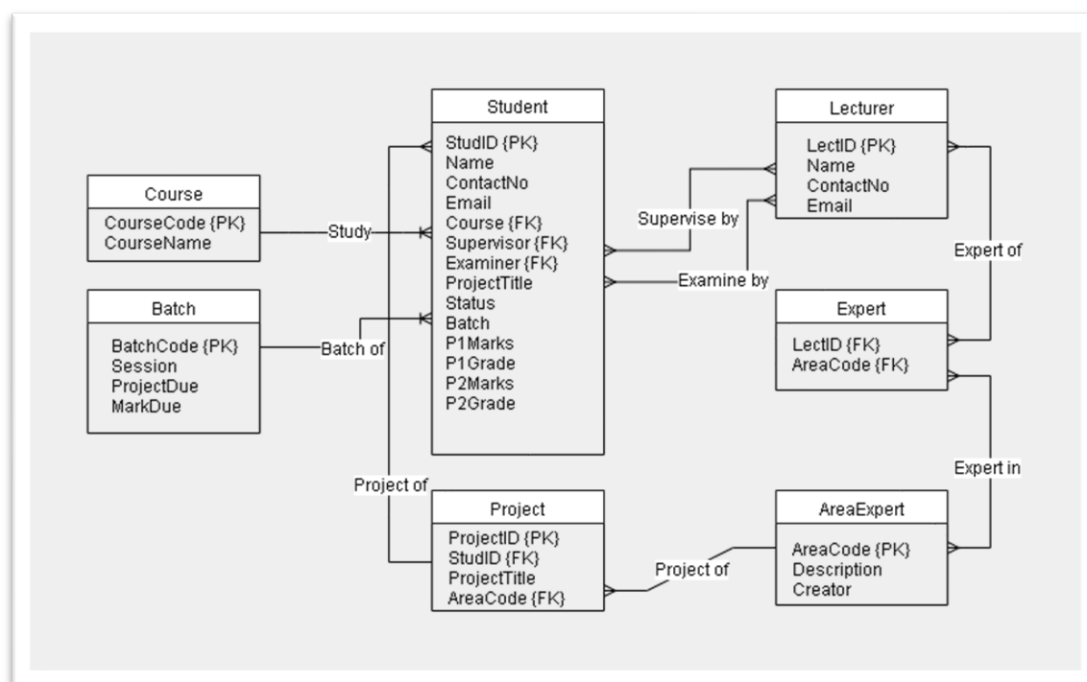 Course
CourseCode {PK}
CourseName
Batch
BatchCode {PK}
Session
ProjectDue
MarkDue
Study
Batch of
Student
StudID {PK}
Name
ContactNo
Email
Course {FK}
Supervisor {FK}
Examiner {FK}
ProjectTitle
Status
Batch
P1Marks
P1Grade
P2Marks
P2Grade
Supervise by
Examine by
Lecturer
LectID {PK}
Name
ContactNo
Email
Expert of
Expert
LectID {FK}
AreaCode {FK}
Expert in
Project of
Project
ProjectID {PK}
StudID {FK}
ProjectTitle
AreaCode {FK}
Project of
AreaExpert
AreaCode {PK}
Description
Creator